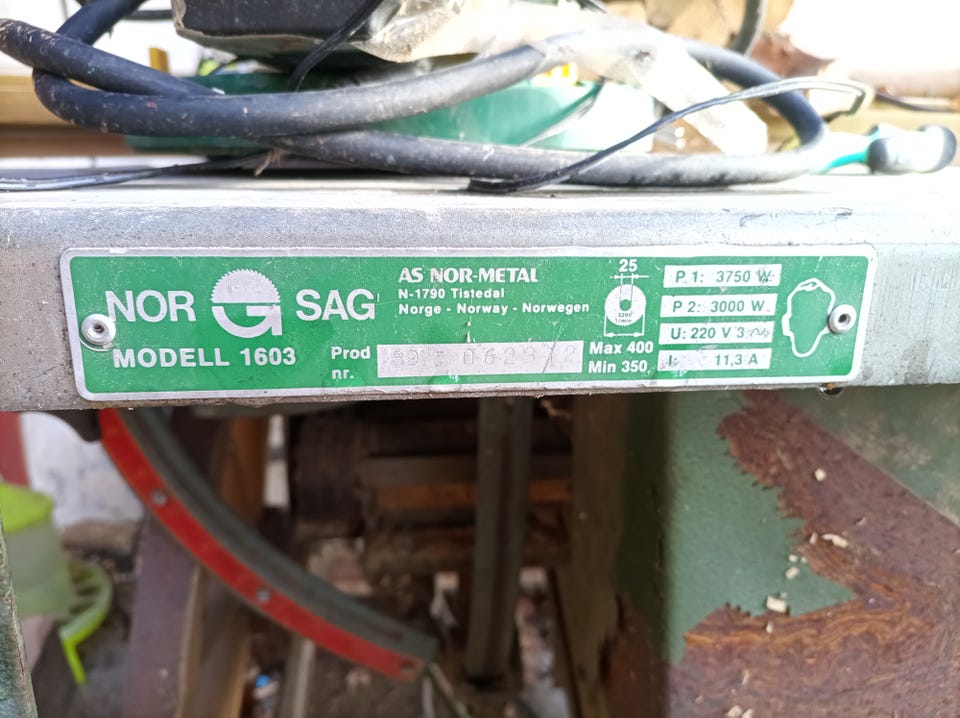 NOR SAG
MODELL 1603
AS NOR-METAL
N-1790 Tistedal
Norge - Norway - Norwegen
Prod
nr.
25
Max 400
Min 350
P 1: 3750 W
P 2: 3000 W
U: 220 V 3
I: 11,3 A